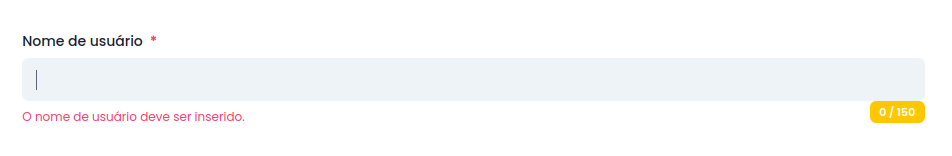 Nome de usuário *
O nome de usuário deve ser inserido.
0 / 150